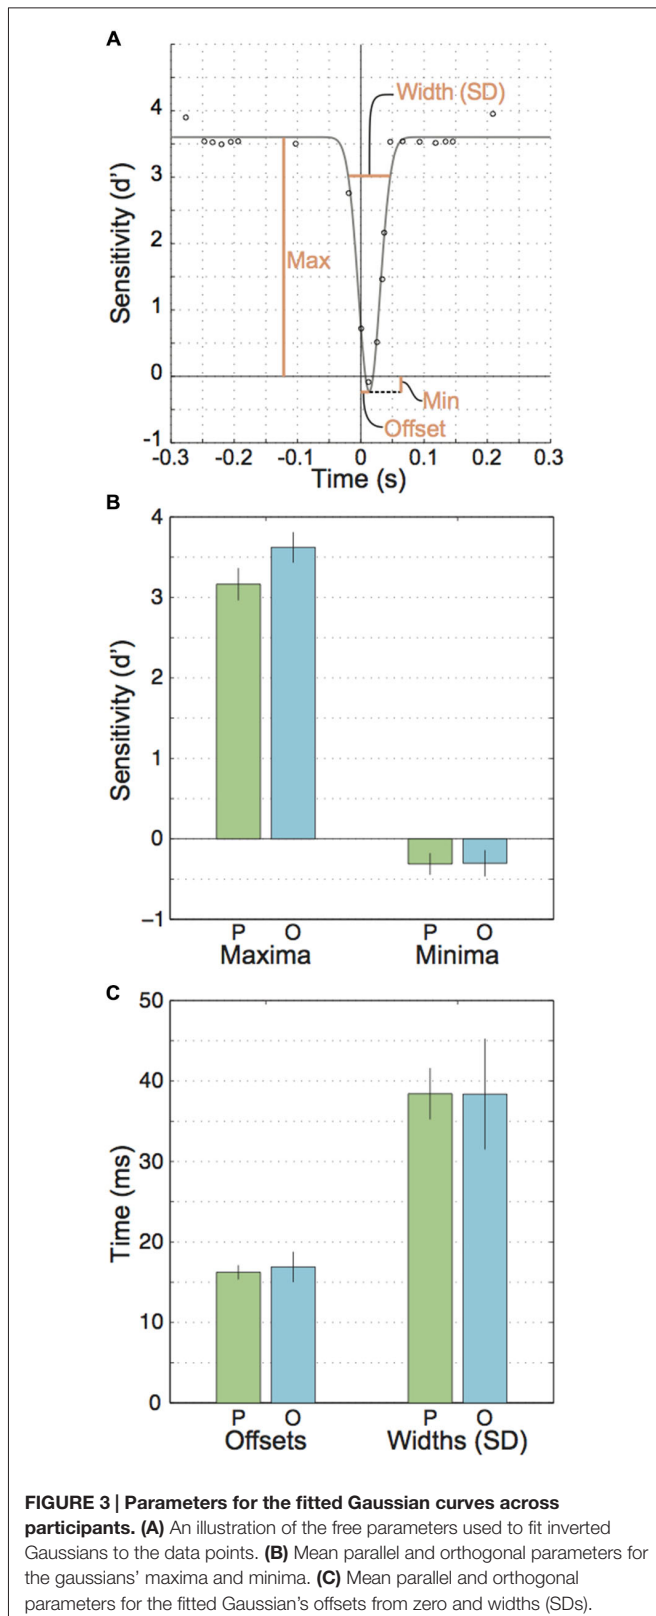 A
Sensitivity (d')
4
3
2
1
0
-1
Width (SD)
Max
Min
Offset
-0.3 -0.2 -0.1 0 0.1 0.2 0.3
Time (s)
B
Sensitivity (d')
4
3
2
1
0
−1
P O P O
Maxima Minima
C
Time (ms)
50
40
30
20
10
0
P O P O
Offsets Widths (SD)
FIGURE 3 | Parameters for the fitted Gaussian curves across
participants. (A) An illustration of the free parameters used to fit inverted
Gaussians to the data points. (B) Mean parallel and orthogonal parameters for
the gaussians' maxima and minima. (C) Mean parallel and orthogonal
parameters for the fitted Gaussian's offsets from zero and widths (SDs).